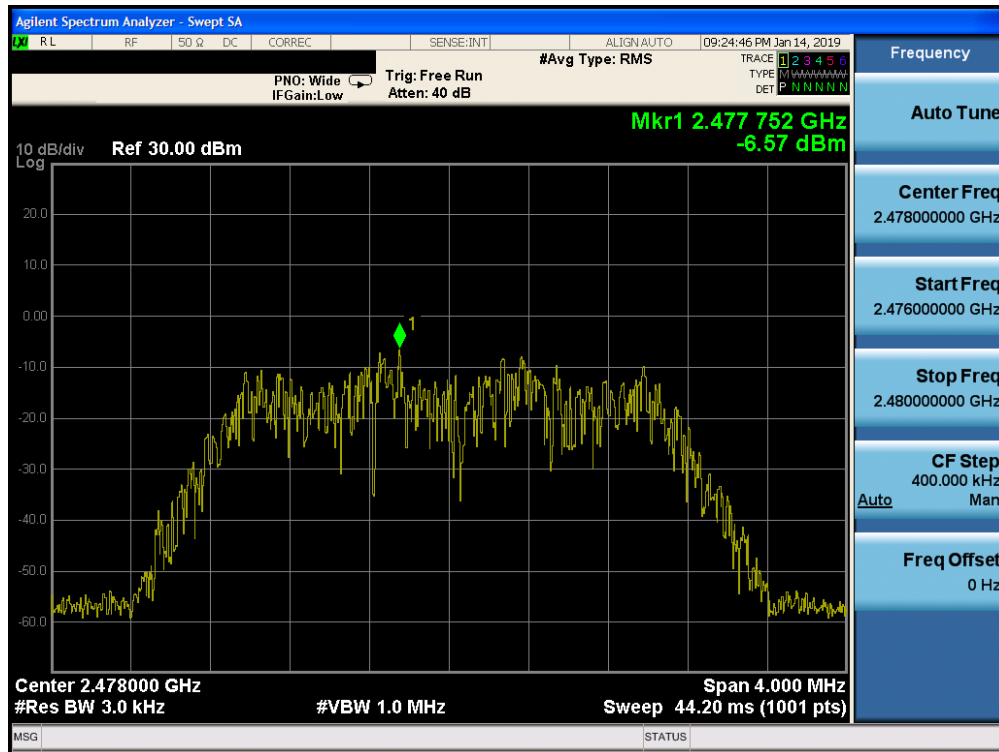 Agilent Spectrum Analyzer - Swept SA
LXI RL RF 50 Ω DC CORREC SENSE:INT ALIGN AUTO 09:24:46 PM Jan 14, 2019
PNO: Wide Trig: Free Run #Avg Type: RMS TRACE 1 2 3 4 5 6
IFGain:Low Atten: 40 dB TYPE M
DET P N N N N N
Mkr1 2.477 752 GHz
-6.57 dBm
10 dB/div Ref 30.00 dBm
Log
20.0
10.0
0.00
-10.0
-20.0
-30.0
-40.0
-50.0
-60.0
1
Center 2.478000 GHz Span 4.000 MHz
#Res BW 3.0 kHz #VBW 1.0 MHz Sweep 44.20 ms (1001 pts)
MSG STATUS
Frequency
Auto Tune
Center Freq
2.478000000 GHz
Start Freq
2.476000000 GHz
Stop Freq
2.480000000 GHz
CF Step
400.000 kHz
Auto Man
Freq Offset
0 Hz